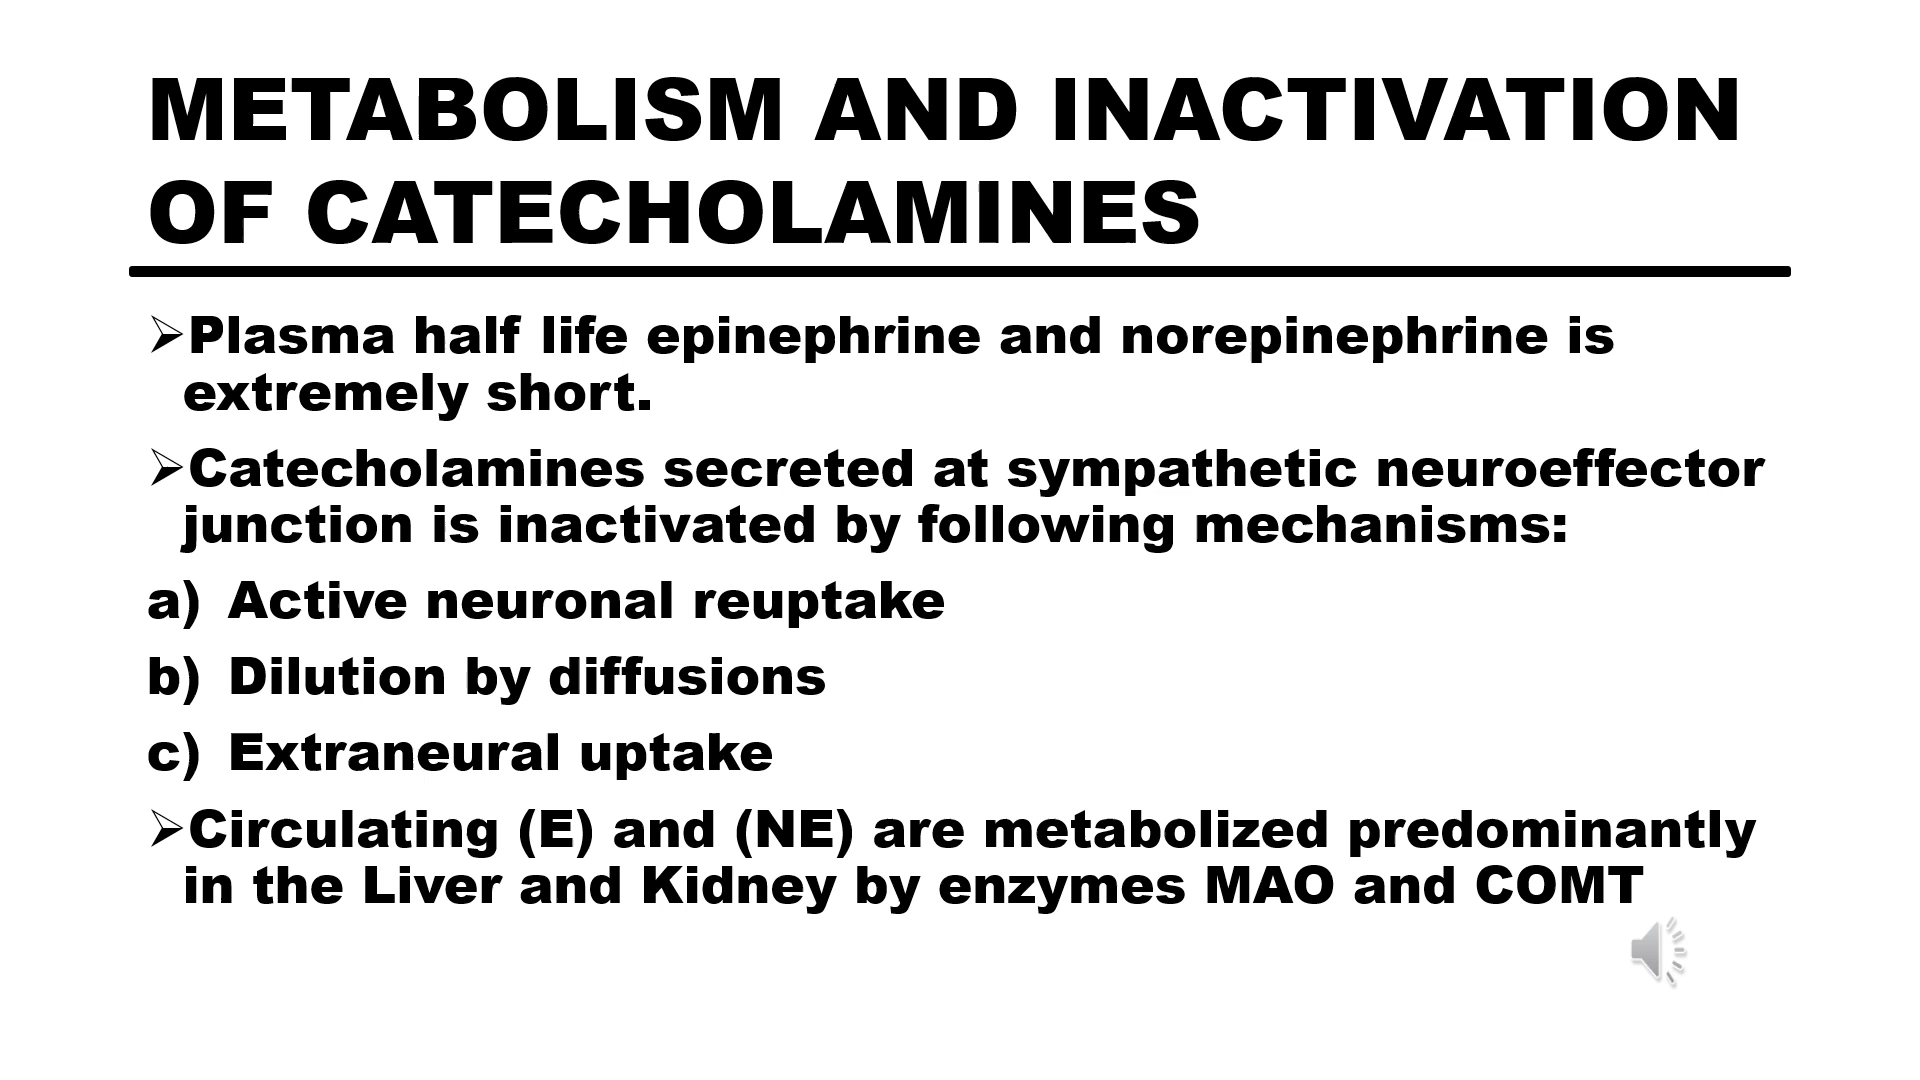 METABOLISM AND INACTIVATION
OF CATECHOLAMINES
➢Plasma half life epinephrine and norepinephrine is
extremely short.
➢Catecholamines secreted at sympathetic neuroeffector
junction is inactivated by following mechanisms:
a) Active neuronal reuptake
b) Dilution by diffusions
c) Extraneural uptake
➢Circulating (E) and (NE) are metabolized predominantly
in the Liver and Kidney by enzymes MAO and COMT